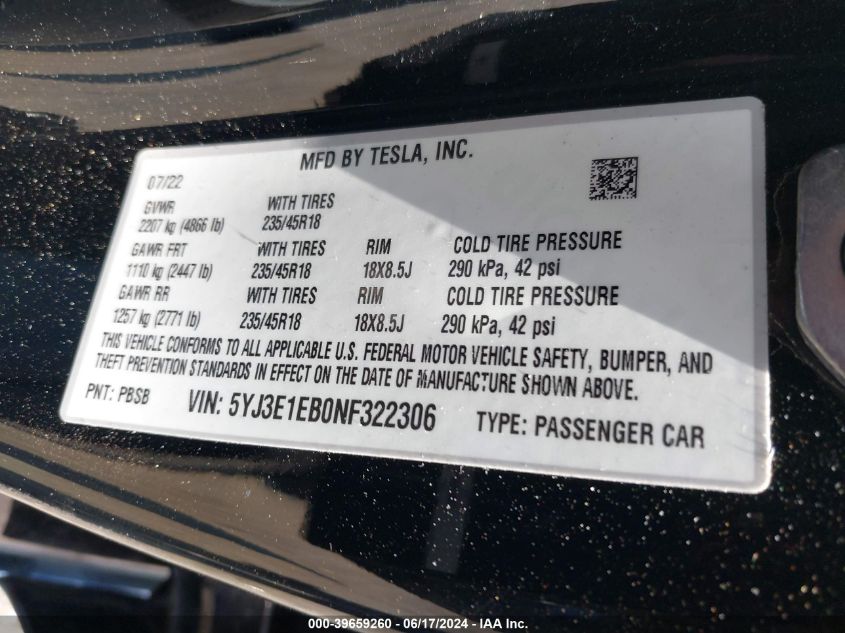 MFD BY TESLA, INC.
07/22
GVWR WITH TIRES
2207 kg (4866 lb) 235/45R18
GAWR FRT WITH TIRES RIM COLD TIRE PRESSURE
1110 kg (2447 lb) 235/45R18 18X8.5J 290 kPa, 42 psi
GAWR RR WITH TIRES RIM COLD TIRE PRESSURE
1257 kg (2771 lb) 235/45R18 18X8.5J 290 kPa, 42 psi
THIS VEHICLE CONFORMS TO ALL APPLICABLE U.S. FEDERAL MOTOR VEHICLE SAFETY, BUMPER, AND
THEFT PREVENTION STANDARDS IN EFFECT ON THE DATE OF MANUFACTURE SHOWN ABOVE.
PNT: PBSB VIN: 5YJ3E1EB0NF322306 TYPE: PASSENGER CAR
000-39659260 - 06/17/2024 - IAAI.com